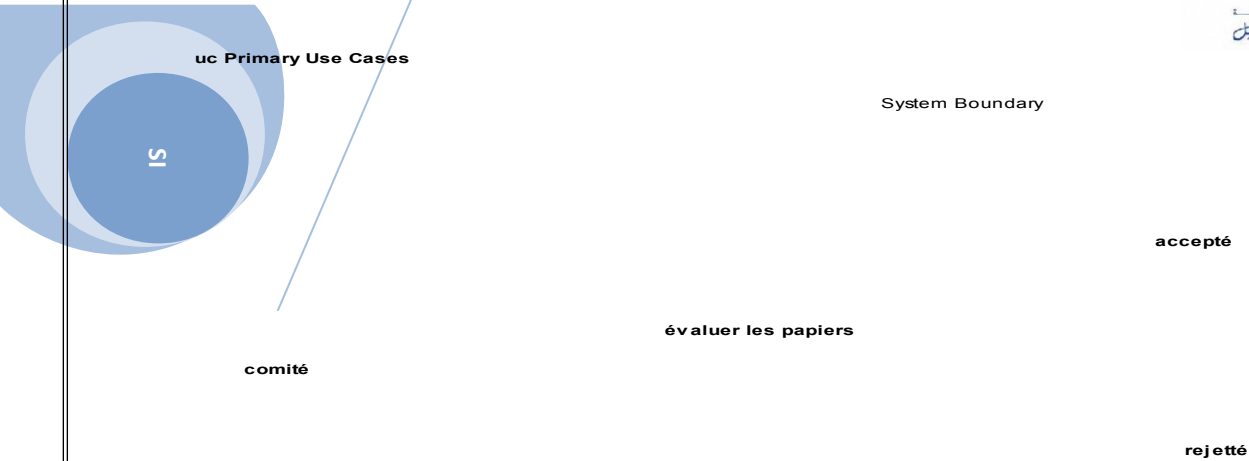 uc Primary Use Cases
System Boundary
SI
accepté
évaluer les papiers
comité
rejetté